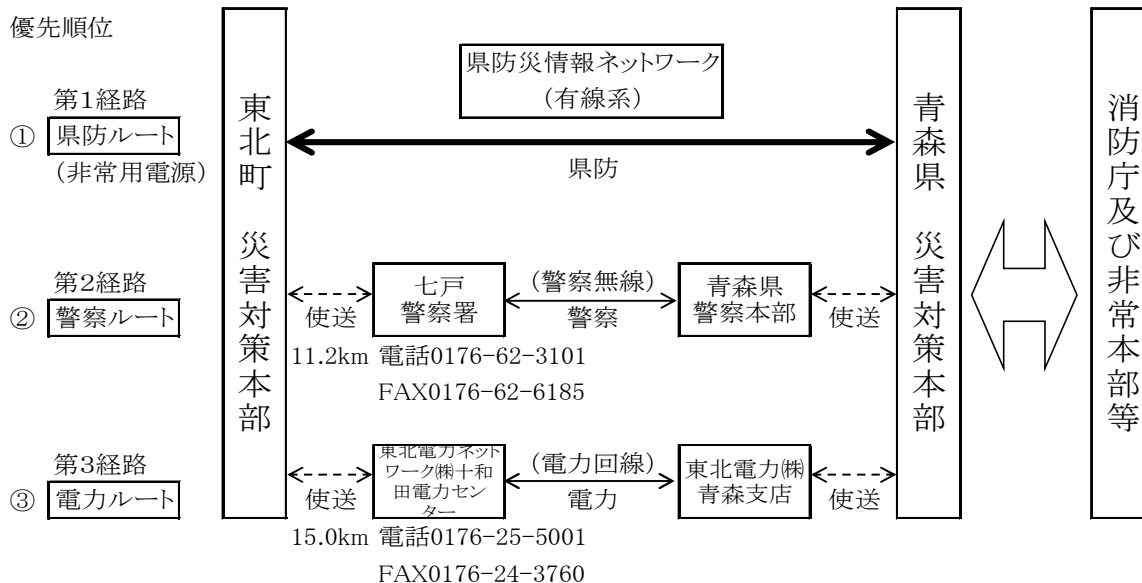 優先順位
県防災情報ネットワーク
(有線系)
第1経路
① 県防ルート
(非常用電源)
東北町 災害対策本部
県防
青森県 災害対策本部
消防庁及び非常本部等
第2経路
② 警察ルート
使送
七戸
警察署
(警察無線)
警察
青森県
警察本部
使送
11.2km 電話0176-62-3101
FAX0176-62-6185
第3経路
③ 電力ルート
使送
東北電力ネット
ワーク㈱十和
田電力セン
ター
(電力回線)
電力
東北電力㈱
青森支店
使送
15.0km 電話0176-25-5001
FAX0176-24-3760